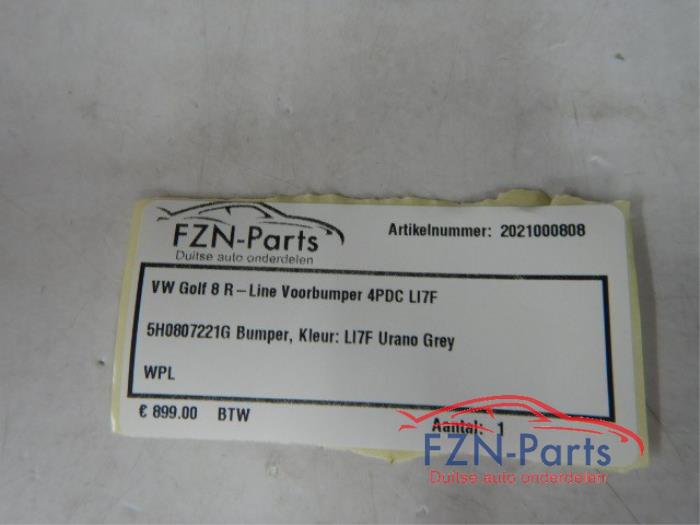 FZN-Parts
Duitse auto onderdelen
Artikelnummer: 2021000808
VW Golf 8 R-Line Voorbumper 4PDC LI7F
5H0807221G Bumper, Kleur: LI7F Urano Grey
WPL
€ 899.00 BTW
Aantal: 1
FZN-Parts
Duitse auto onderdelen